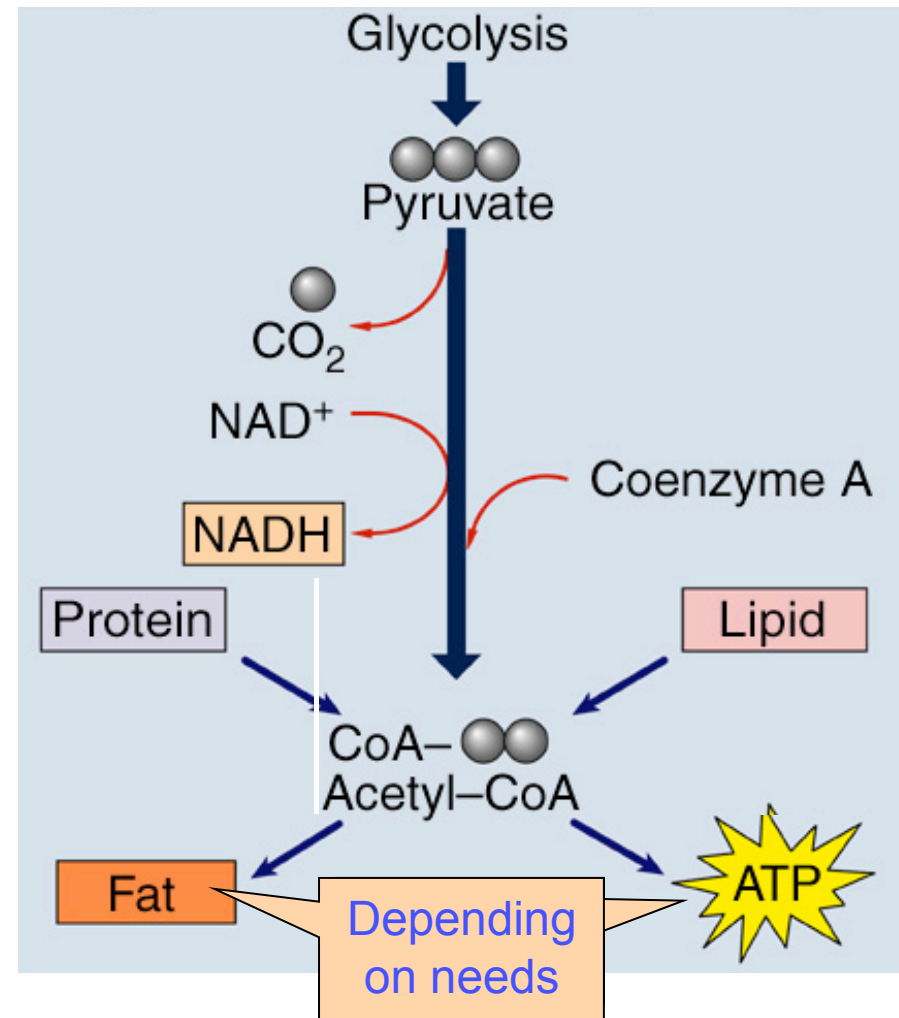 Glycolysis
Pyruvate
CO₂
NAD⁺
Coenzyme A
NADH
Protein
Lipid
CoA–
Acetyl–CoA
Fat
ATP
Depending
on needs